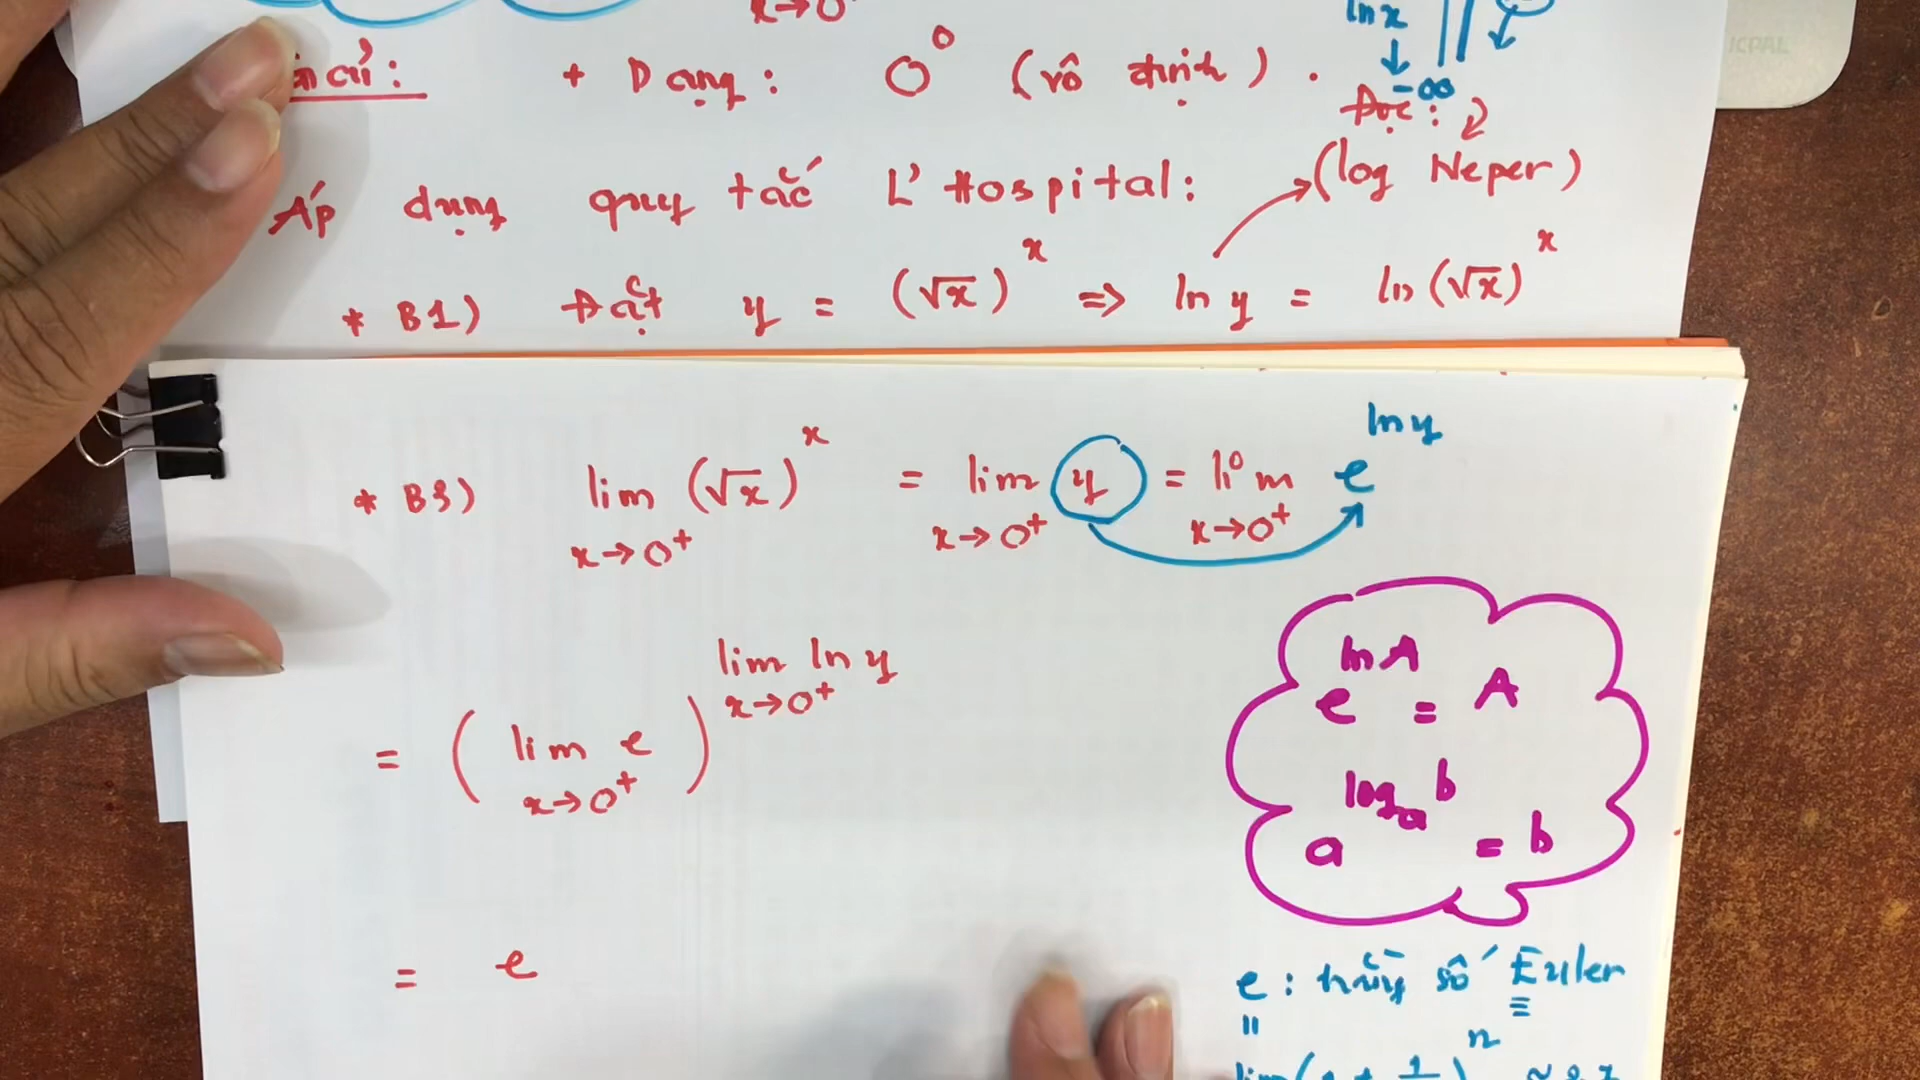 x→0
ln x
↓ ↙
-∞
+ Dạng: 0^0 (vô định).
Đọc:
Áp dụng quy tắc L'Hospital: (log Neper)
* B1) Đặt y = (√x)^x => ln y = ln(√x)^x
* B3) lim x→0⁺ (√x)^x = lim x→0⁺ y = lim x→0⁺ e^ln y
= (lim x→0⁺ e)^lim x→0⁺ ln y
e^ln A = A
a^log_a b = b
= e
e : hằng số Euler
=